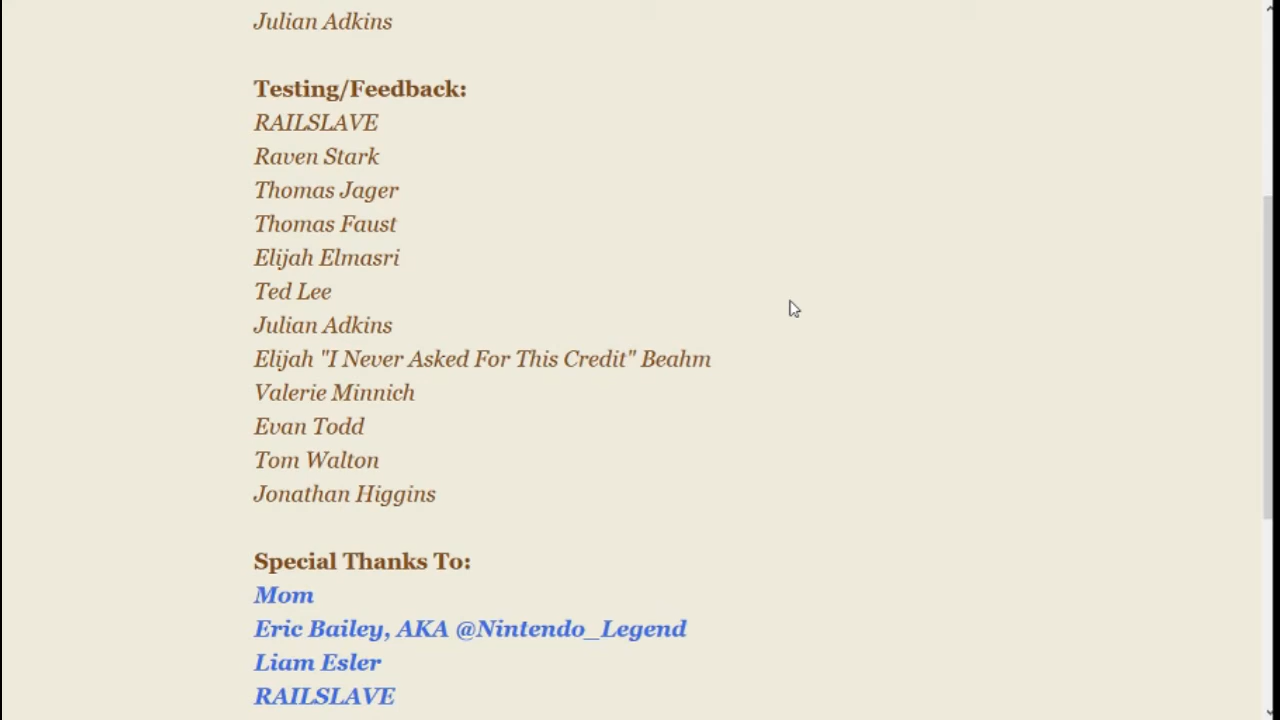 Julian Adkins
Testing/Feedback:
RAILSLAVE
Raven Stark
Thomas Jager
Thomas Faust
Elijah Elmasri
Ted Lee
Julian Adkins
Elijah "I Never Asked For This Credit" Beahm
Valerie Minnich
Evan Todd
Tom Walton
Jonathan Higgins
Special Thanks To:
Mom
Eric Bailey, AKA @Nintendo_Legend
Liam Esler
RAILSLAVE